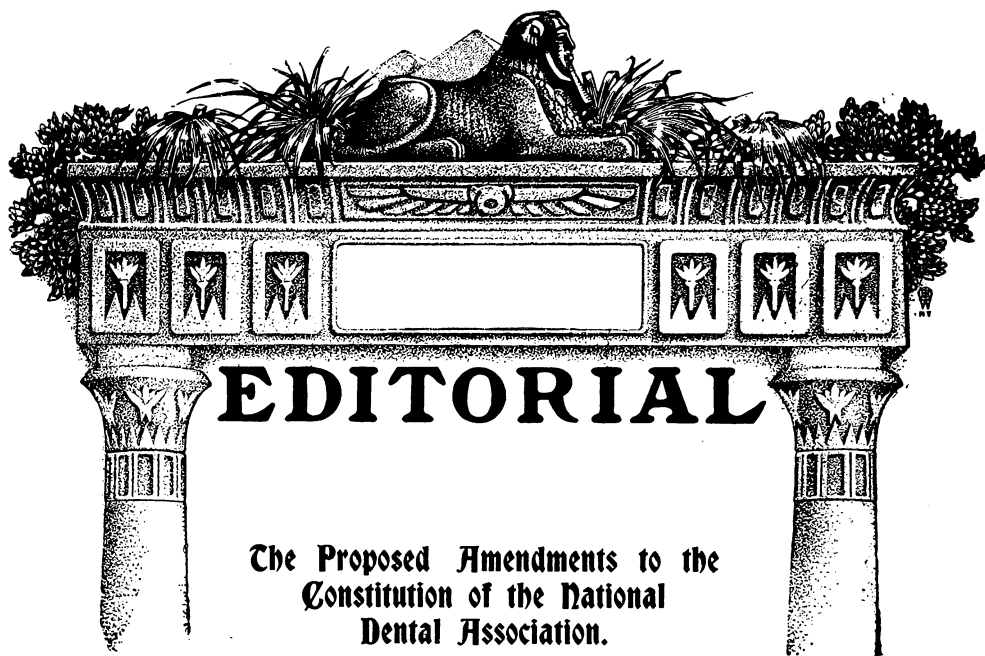 EDITORIAL
The Proposed Amendments to the
Constitution of the National
Dental Association.